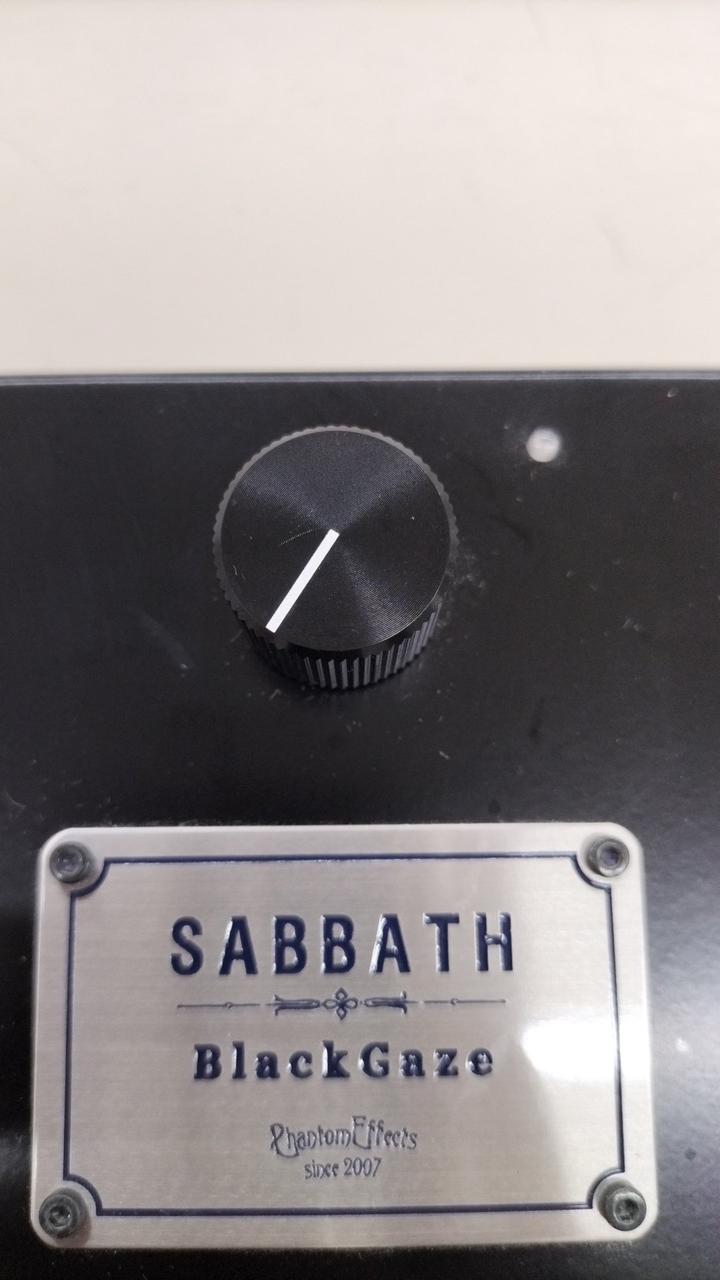 SABBATH
BlackGaze
PhantomEffects
since 2007